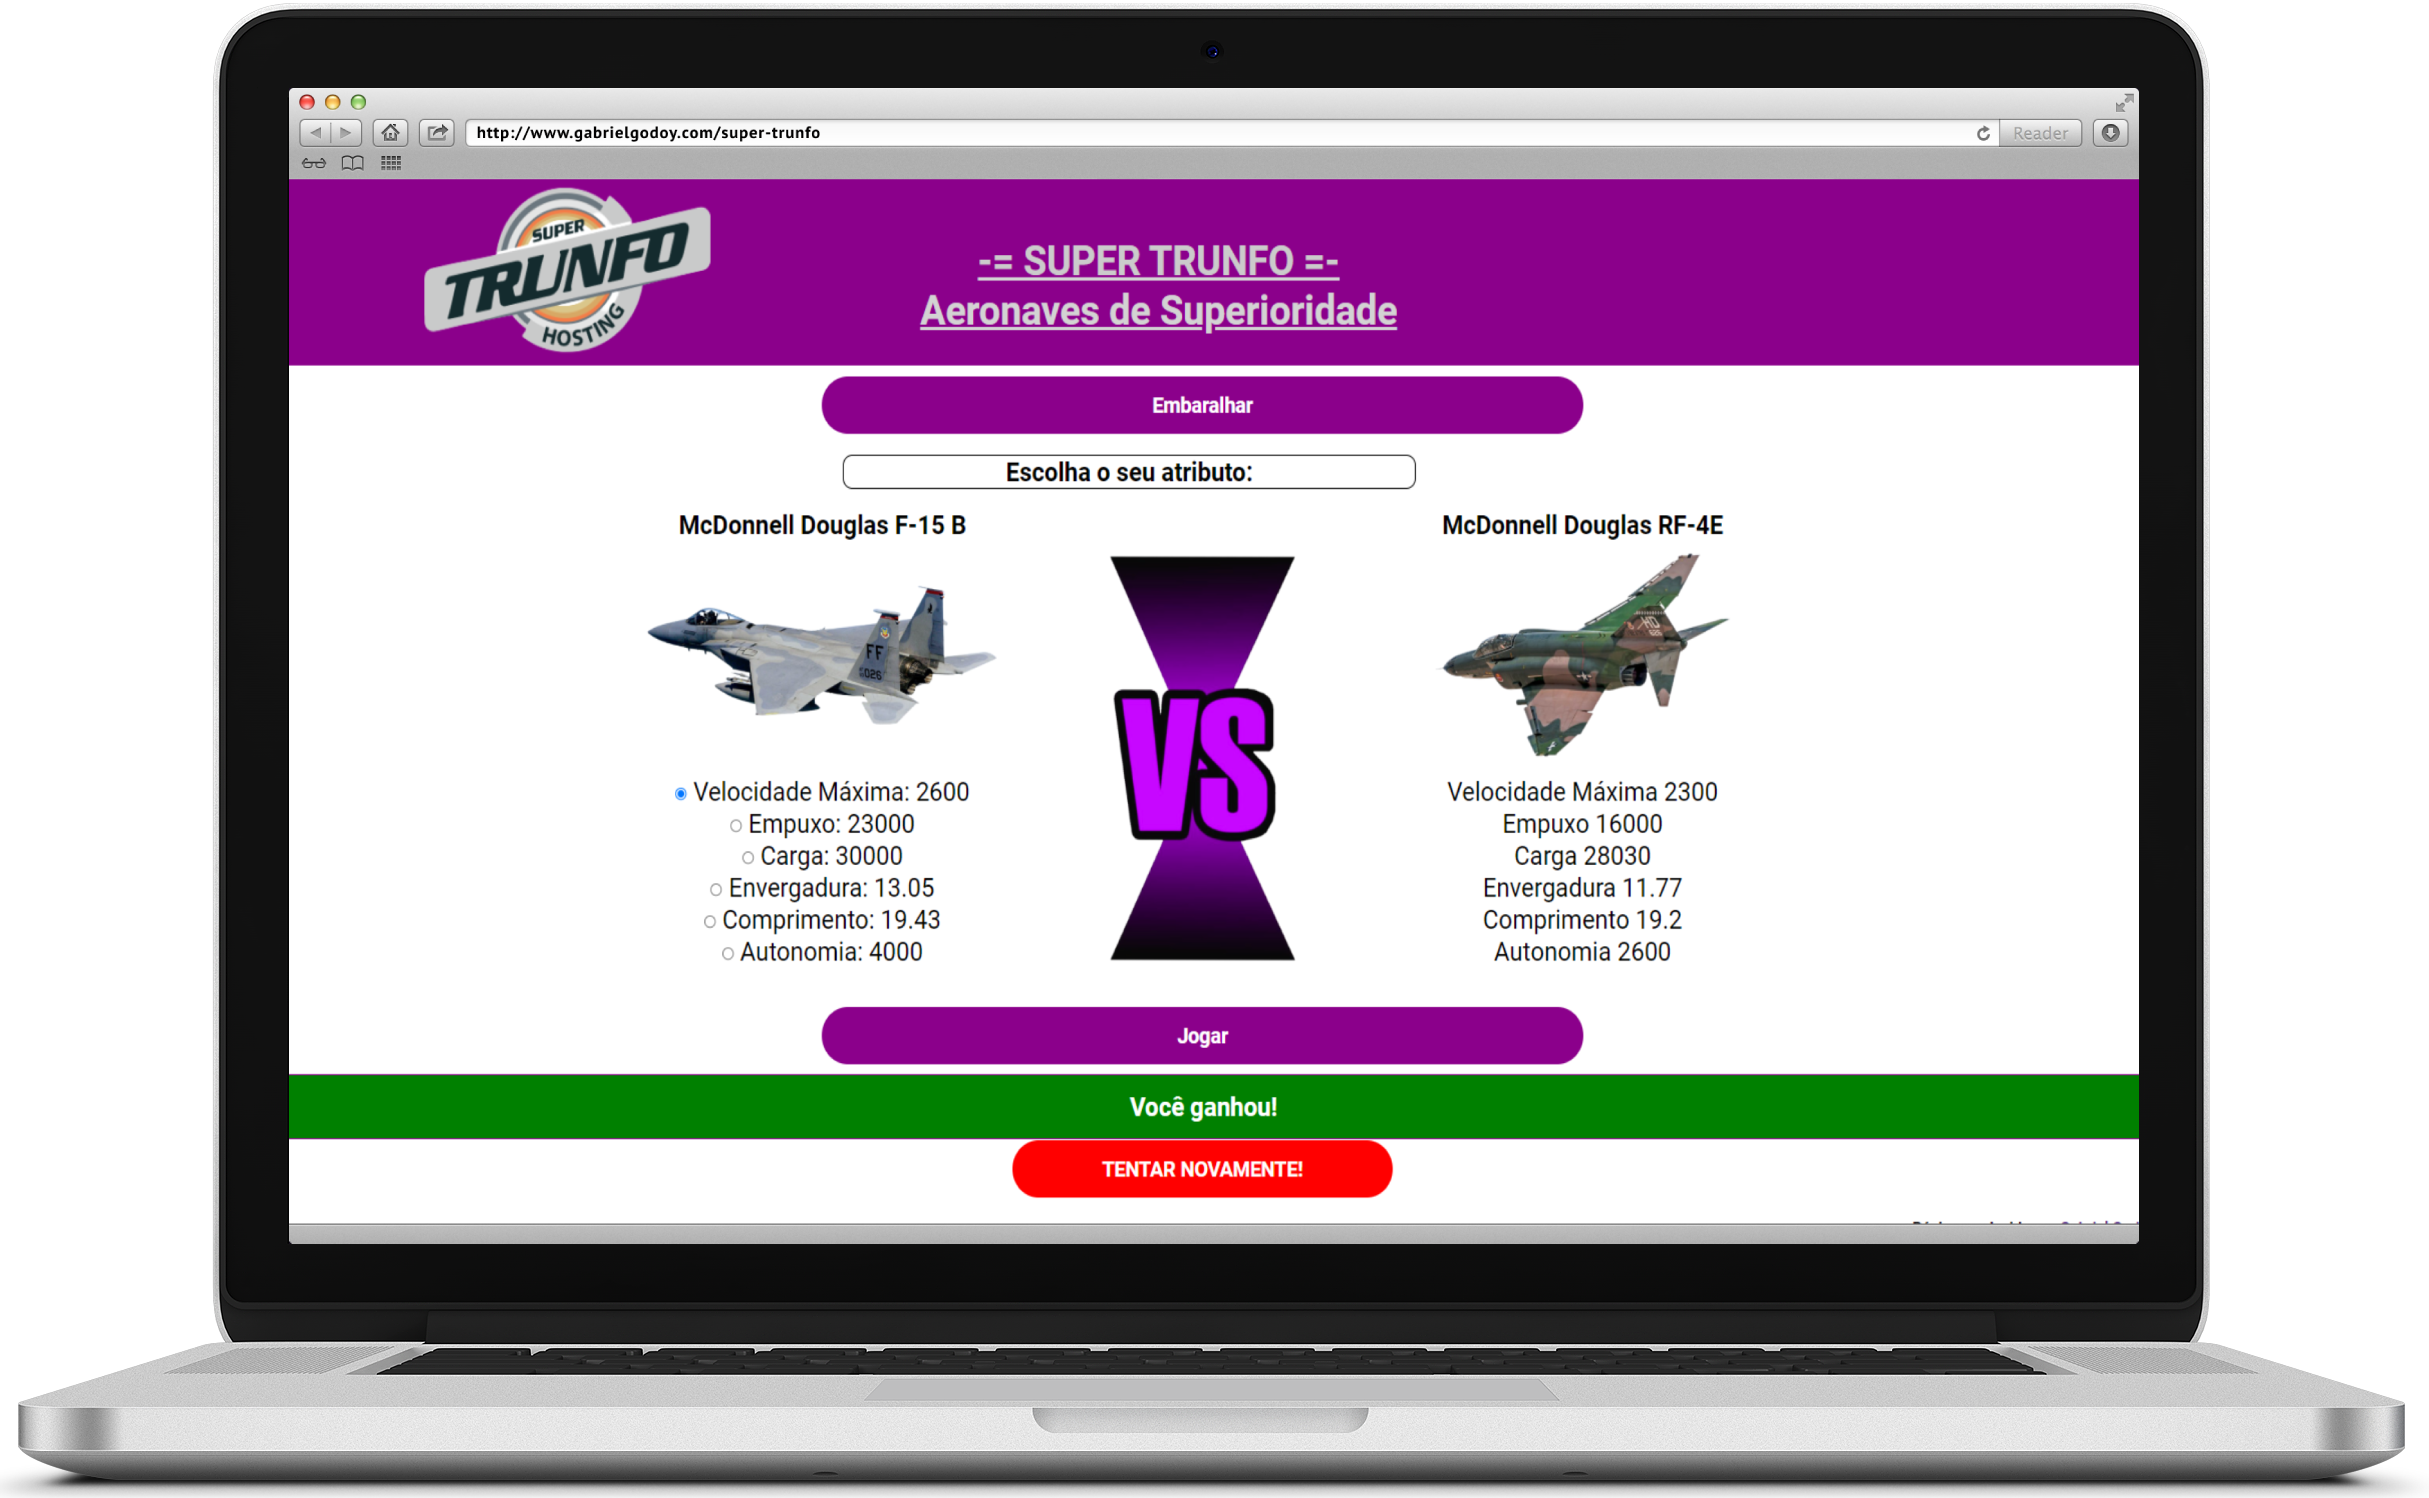 http://www.gabrielgodoy.com/super-trunfo
Reader
SUPER
TRUNFO
HOSTING
-= SUPER TRUNFO =-
Aeronaves de Superioridade
Embaralhar
Escolha o seu atributo:
McDonnell Douglas F-15 B
FF
026
Velocidade Máxima: 2600
Empuxo: 23000
Carga: 30000
Envergadura: 13.05
Comprimento: 19.43
Autonomia: 4000
VS
McDonnell Douglas RF-4E
HO
Velocidade Máxima 2300
Empuxo 16000
Carga 28030
Envergadura 11.77
Comprimento 19.2
Autonomia 2600
Jogar
Você ganhou!
TENTAR NOVAMENTE!